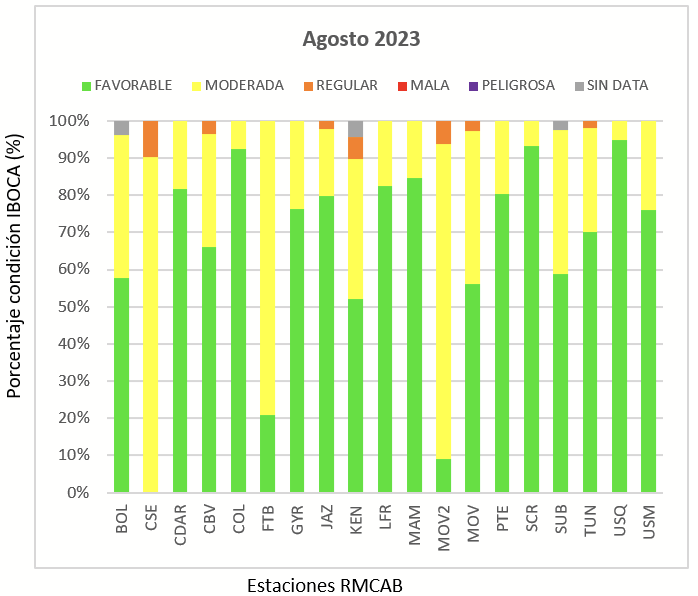 Agosto 2023
FAVORABLE MODERADA REGULAR MALA PELIGROSA SIN DATA
Porcentaje condición IBOCA (%)
100%
90%
80%
70%
60%
50%
40%
30%
20%
10%
0%
BOL CSE CDAR CBV COL FTB GYR JAZ KEN LFR MAM MOV2 MOV PTE SCR SUB TUN USQ USM
Estaciones RMCAB